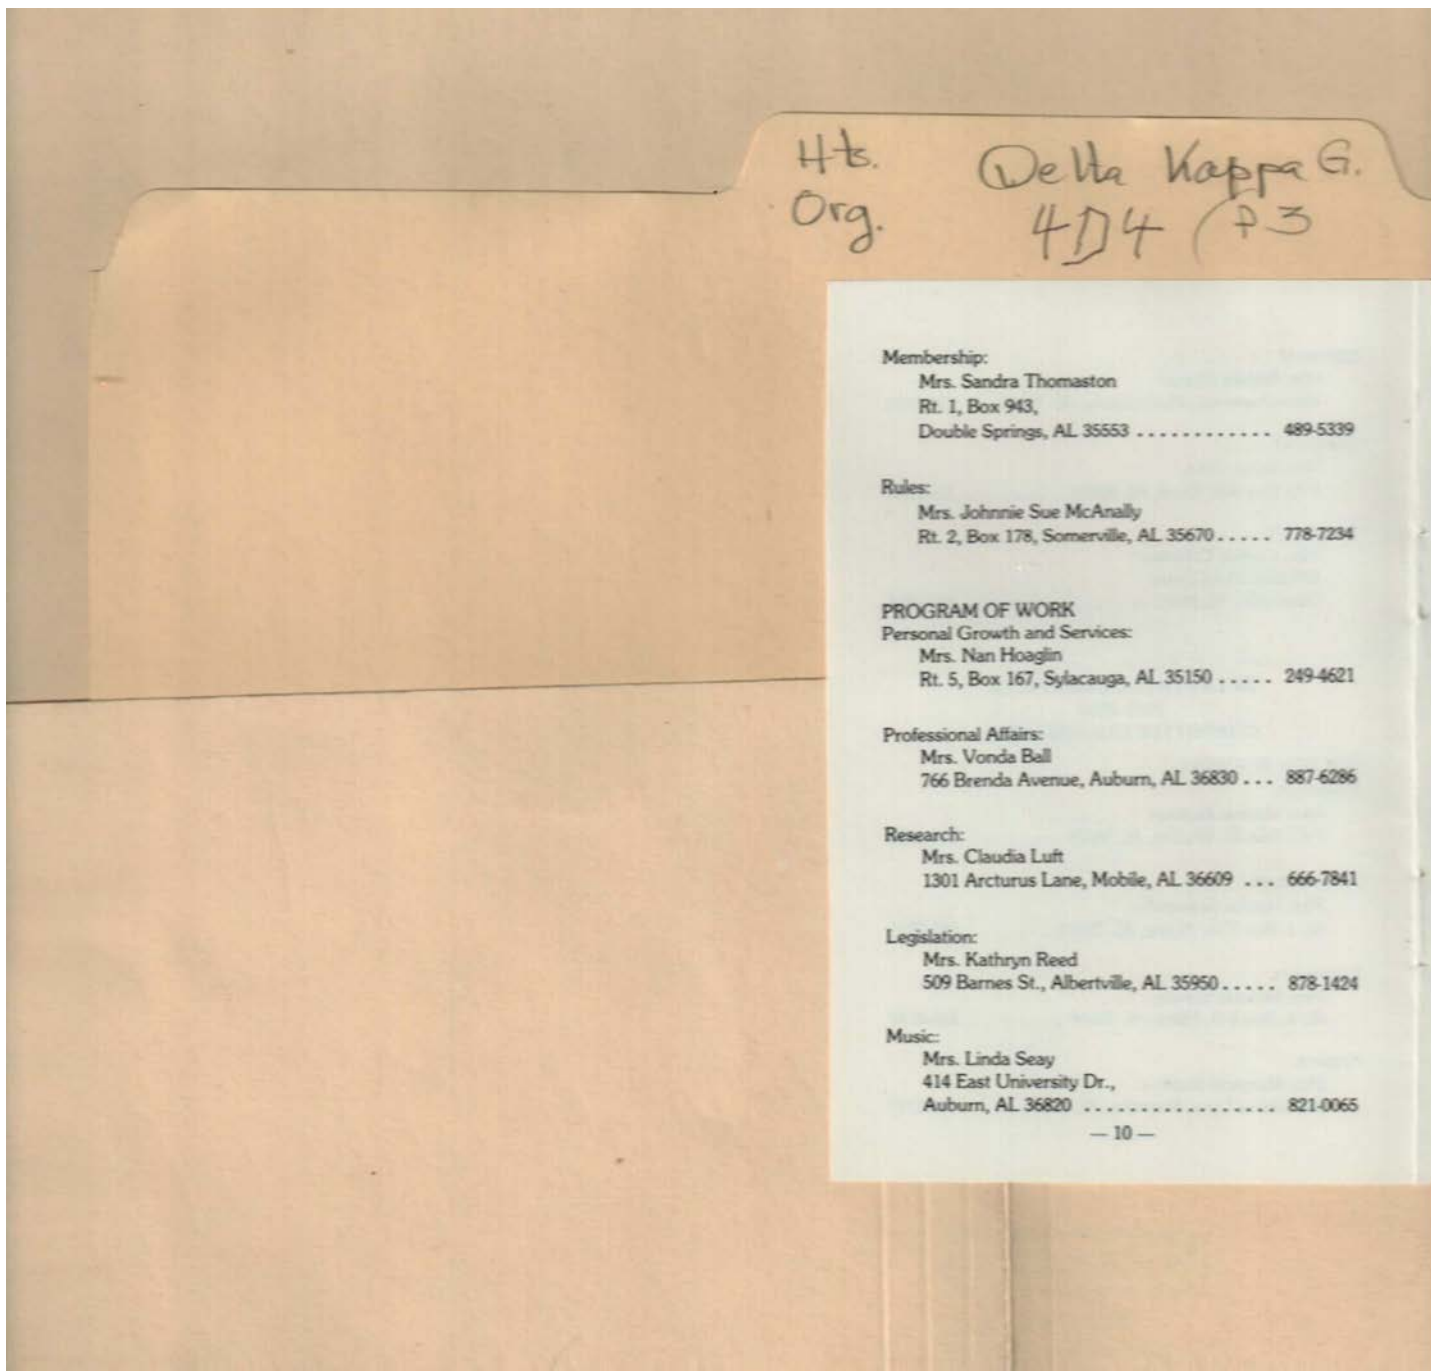 Hts. Delta Kappa G.
Org. 4D4 (P3
Membership:
Mrs. Sandra Thomaston
Rt. 1, Box 943,
Double Springs, AL 35553 . . . . . . . . . . . . 489-5339
Rules:
Mrs. Johnnie Sue McAnally
Rt. 2, Box 178, Somerville, AL 35670 . . . . . 778-7234
PROGRAM OF WORK
Personal Growth and Services:
Mrs. Nan Hoaglin
Rt. 5, Box 167, Sylacauga, AL 35150 . . . . . 249-4621
Professional Affairs:
Mrs. Vonda Ball
766 Brenda Avenue, Auburn, AL 36830 . . . 887-6286
Research:
Mrs. Claudia Luft
1301 Arcturus Lane, Mobile, AL 36609 . . . 666-7841
Legislation:
Mrs. Kathryn Reed
509 Barnes St., Albertville, AL 35950 . . . . . 878-1424
Music:
Mrs. Linda Seay
414 East University Dr.,
Auburn, AL 36820 . . . . . . . . . . . . . . . . . 821-0065
— 10 —